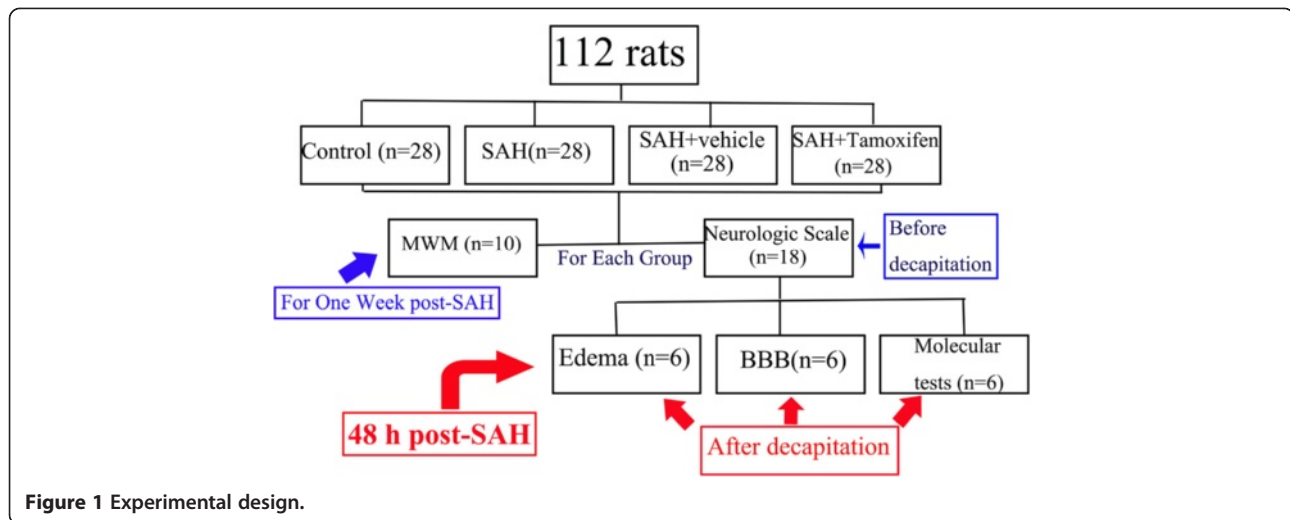 112 rats
Control (n=28)
SAH(n=28)
SAH+vehicle
(n=28)
SAH+Tamoxifen
(n=28)
MWM (n=10)
For Each Group
Neurologic Scale
(n=18)
Before
decapitation
For One Week post-SAH
Edema (n=6)
BBB(n=6)
Molecular
tests (n=6)
48 h post-SAH
After decapitation
Figure 1 Experimental design.